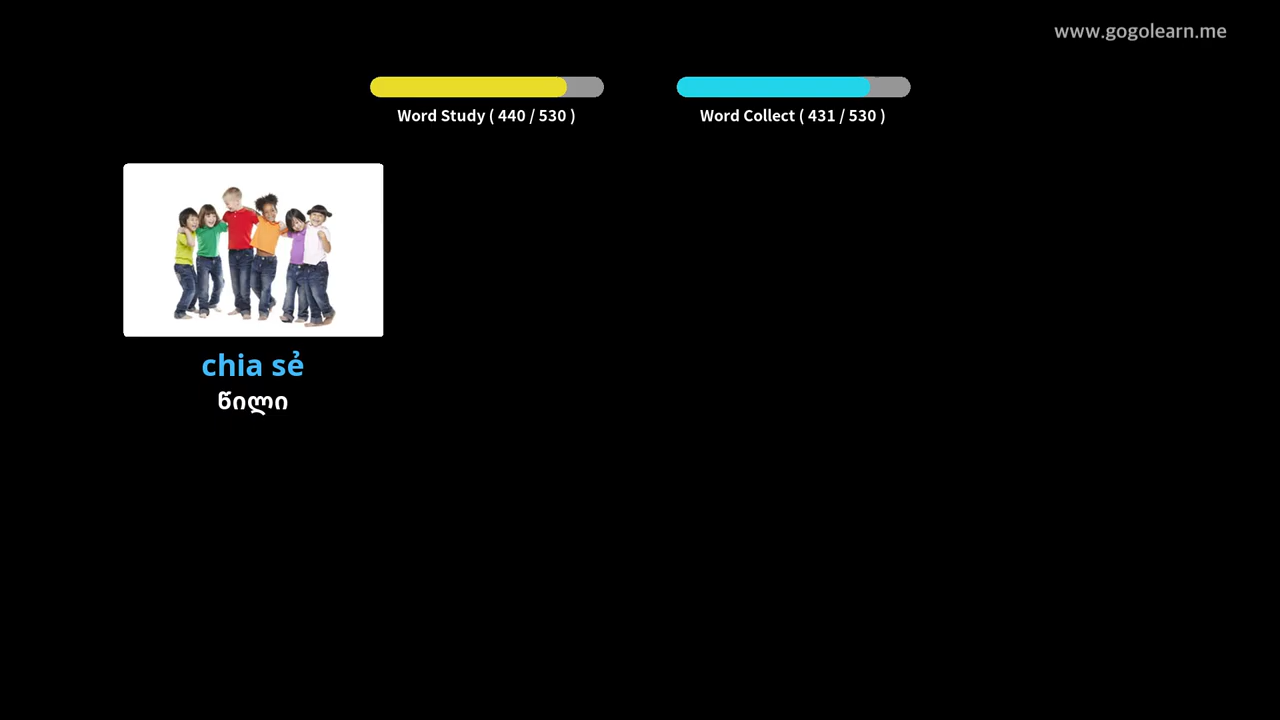 www.gogolearn.me
Word Study ( 440 / 530 )
Word Collect ( 431 / 530 )
chia sẻ
წილი